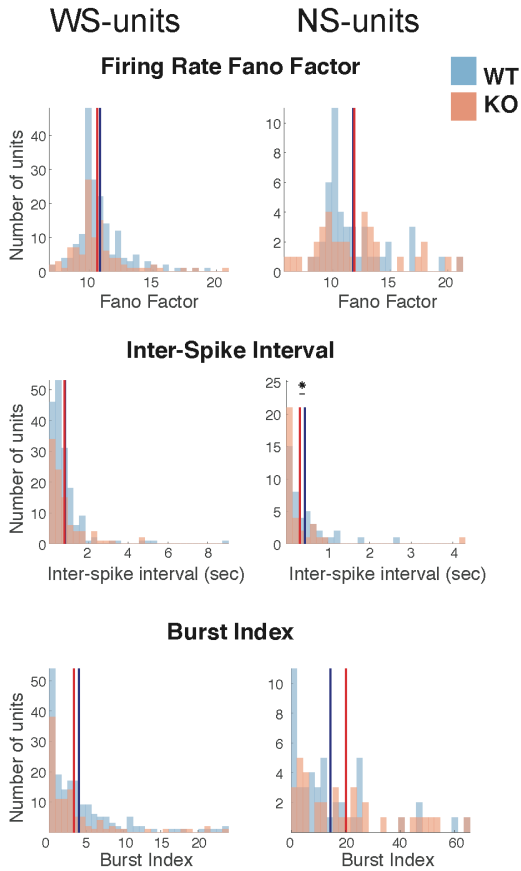 WS-units NS-units
Firing Rate Fano Factor
WT
KO
Number of units
40
30
20
10
0
10 15 20
Fano Factor
10
8
6
4
2
0
10 15 20
Fano Factor
Inter-Spike Interval
Number of units
50
40
30
20
10
0
2 4 6 8
Inter-spike interval (sec)
*
25
20
15
10
5
0
1 2 3 4
Inter-spike interval (sec)
Burst Index
Number of units
50
40
30
20
10
0 5 10 15 20
Burst Index
10
8
6
4
2
0 20 40 60
Burst Index